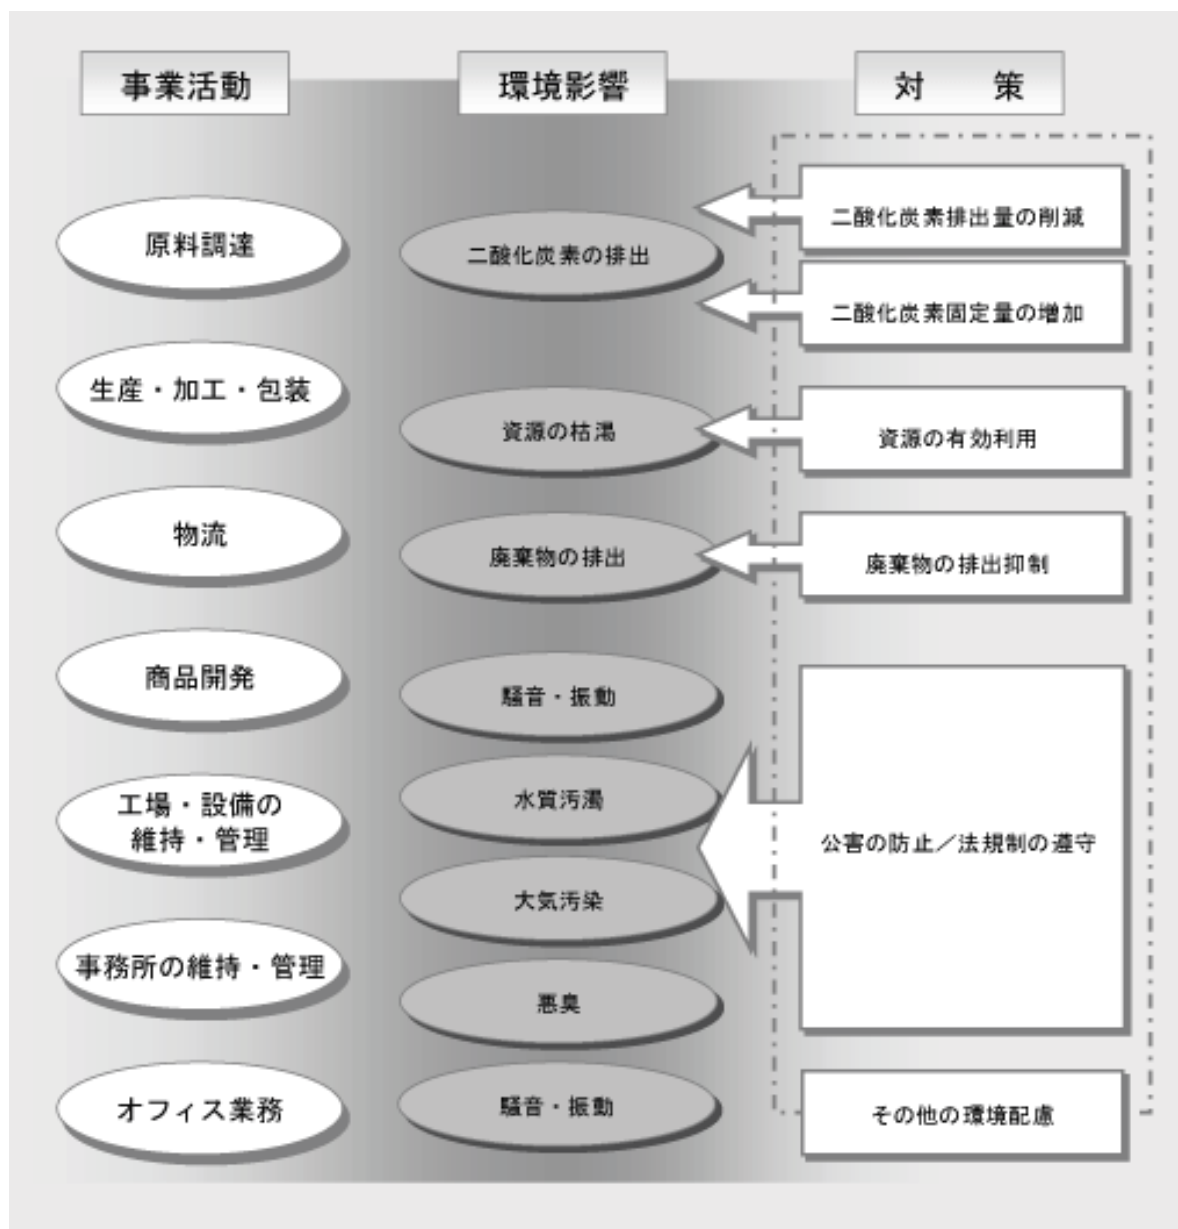 事業活動
環境影響
対　策
原料調達
生産・加工・包装
物流
商品開発
工場・設備の
維持・管理
事務所の維持・管理
オフィス業務
二酸化炭素の排出
資源の枯渇
廃棄物の排出
騒音・振動
水質汚濁
大気汚染
悪臭
騒音・振動
二酸化炭素排出量の削減
二酸化炭素固定量の増加
資源の有効利用
廃棄物の排出抑制
公害の防止／法規制の遵守
その他の環境配慮